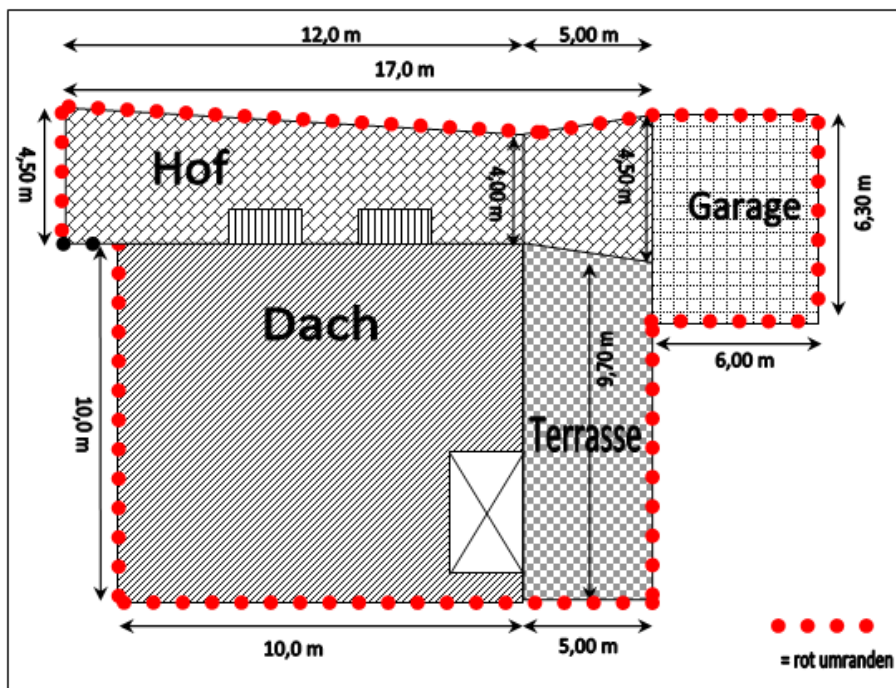 12,0 m
5,00 m
17,0 m
4,50 m
Hof
4,00 m
4,50 m
Garage
6,30 m
Dach
10,0 m
9,70 m
Terrasse
6,00 m
10,0 m
5,00 m
= rot umranden